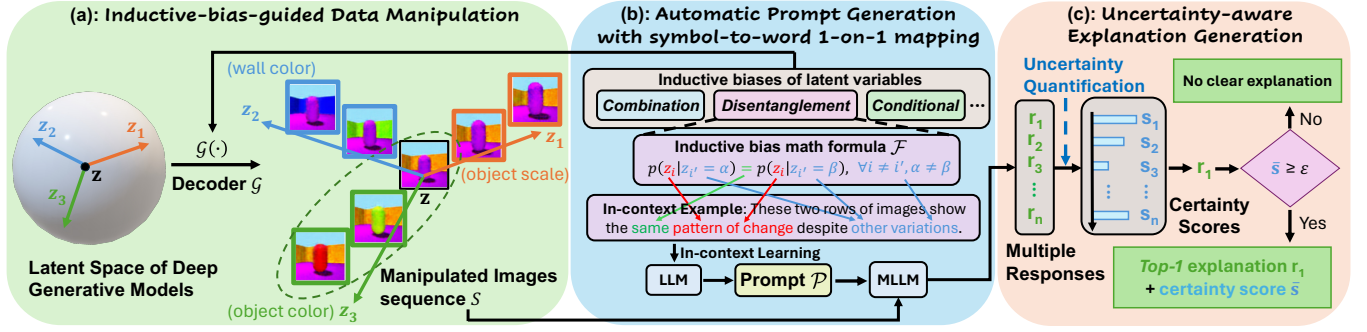 (a): Inductive-bias-guided Data Manipulation
z₂
z₁
z
z₃
𝒢(·)
Decoder 𝒢
Latent Space of Deep
Generative Models
(wall color)
z₂
z₁
(object scale)
z
(object color) z₃
Manipulated Images
sequence 𝒮
(b): Automatic Prompt Generation
with symbol-to-word 1-on-1 mapping
Inductive biases of latent variables
Combination
Disentanglement
Conditional
...
Inductive bias math formula ℱ
p(zᵢ|zᵢ′ = α) = p(zᵢ|zᵢ′ = β), ∀i ≠ i′, α ≠ β
In-context Example: These two rows of images show
the same pattern of change despite other variations.
In-context Learning
LLM
Prompt 𝒫
MLLM
(c): Uncertainty-aware
Explanation Generation
Uncertainty
Quantification
r₁
r₂
r₃
⋮
rₙ
Multiple
Responses
s₁
s₂
s₃
⋮ ⋮
sₙ
Certainty
Scores
r₁
No clear explanation
No
s̄ ≥ ε
Yes
Top-1 explanation r₁
+ certainty score s̄